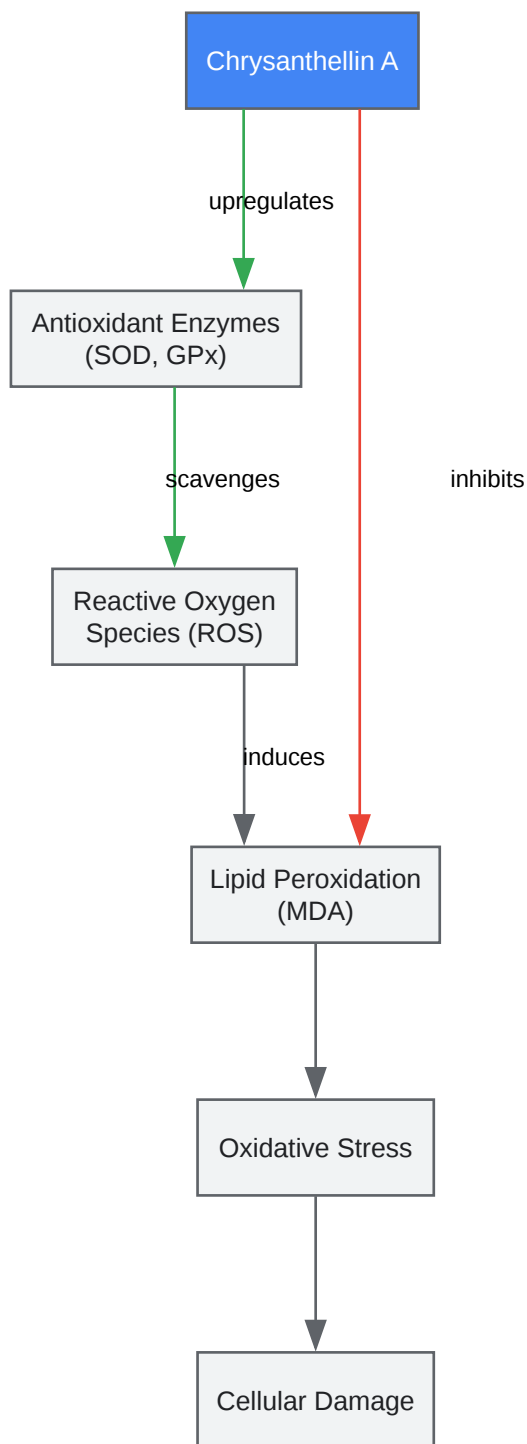 Chrysanthellin A
upregulates
Antioxidant Enzymes
(SOD, GPx)
scavenges
inhibits
Reactive Oxygen
Species (ROS)
induces
Lipid Peroxidation
(MDA)
Oxidative Stress
Cellular Damage